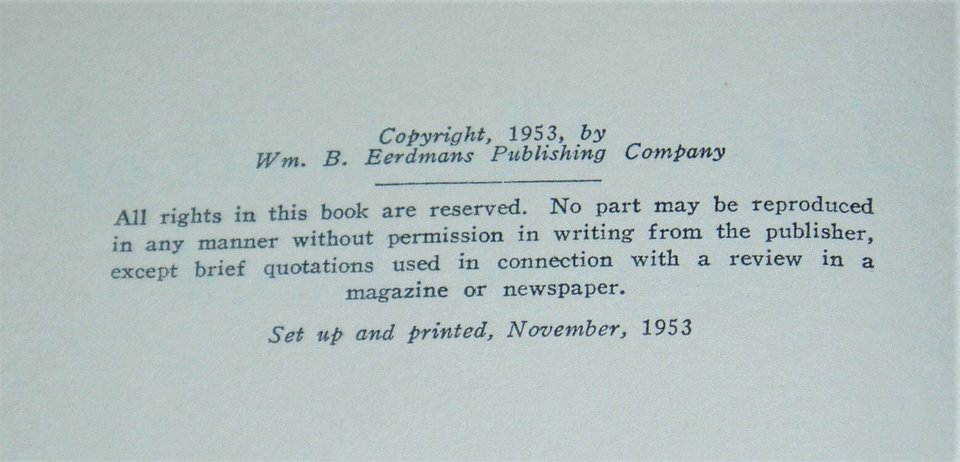 Copyright, 1953, by
Wm. B. Eerdmans Publishing Company
All rights in this book are reserved. No part may be reproduced
in any manner without permission in writing from the publisher,
except brief quotations used in connection with a review in a
magazine or newspaper.
Set up and printed, November, 1953